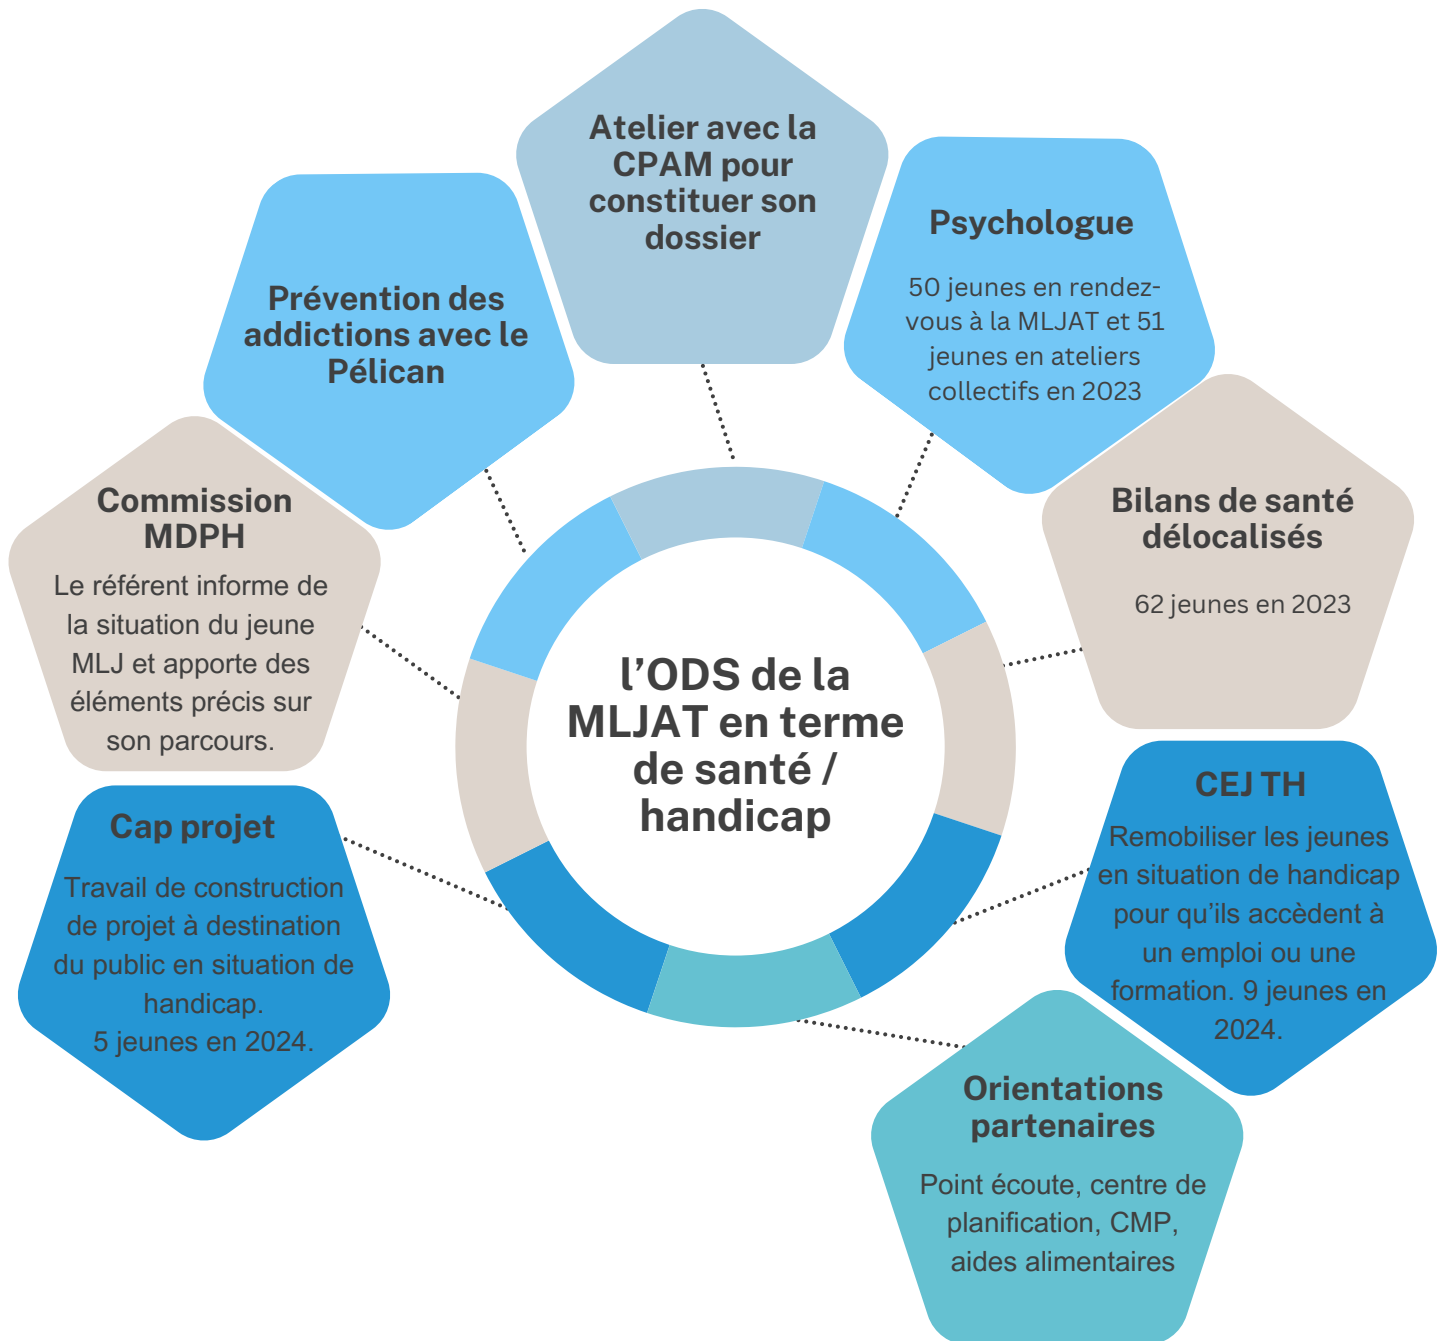 Atelier avec la
CPAM pour
constituer son
dossier
Psychologue
50 jeunes en rendez-
vous à la MLJAT et 51
jeunes en ateliers
collectifs en 2023
Prévention des
addictions avec le
Pélican
Commission
MDPH
Le référent informe de
la situation du jeune
MLJ et apporte des
éléments précis sur
son parcours.
Bilans de santé
délocalisés
62 jeunes en 2023
l’ODS de la
MLJAT en terme
de santé /
handicap
Cap projet
Travail de construction
de projet à destination
du public en situation de
handicap.
5 jeunes en 2024.
CEJ TH
Remobiliser les jeunes
en situation de handicap
pour qu’ils accèdent à
un emploi ou une
formation. 9 jeunes en
2024.
Orientations
partenaires
Point écoute, centre de
planification, CMP,
aides alimentaires